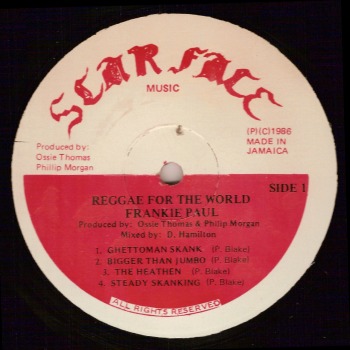 SCAR FACE
MUSIC
Produced by:
Ossie Thomas
Phillip Morgan
(P)(C)1986
MADE IN
JAMAICA
SIDE 1
REGGAE FOR THE WORLD
FRANKIE PAUL
Produced by: Ossie Thomas & Philip Morgan
Mixed by: D. Hamilton
1. GHETTOMAN SKANK (P. Blake)
2. BIGGER THAN JUMBO (P. Blake)
3. THE HEATHEN (P. Blake)
4. STEADY SKANKING (P. Blake)
ALL RIGHTS RESERVED